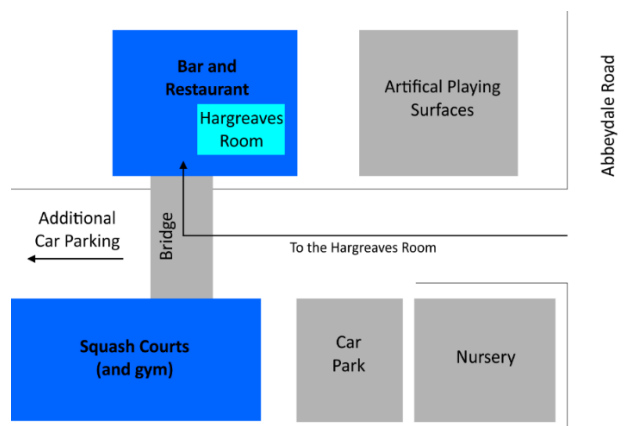 Bar and
Restaurant
Hargreaves
Room
Artifical Playing
Surfaces
Abbeydale Road
Additional
Car Parking
Bridge
To the Hargreaves Room
Squash Courts
(and gym)
Car
Park
Nursery